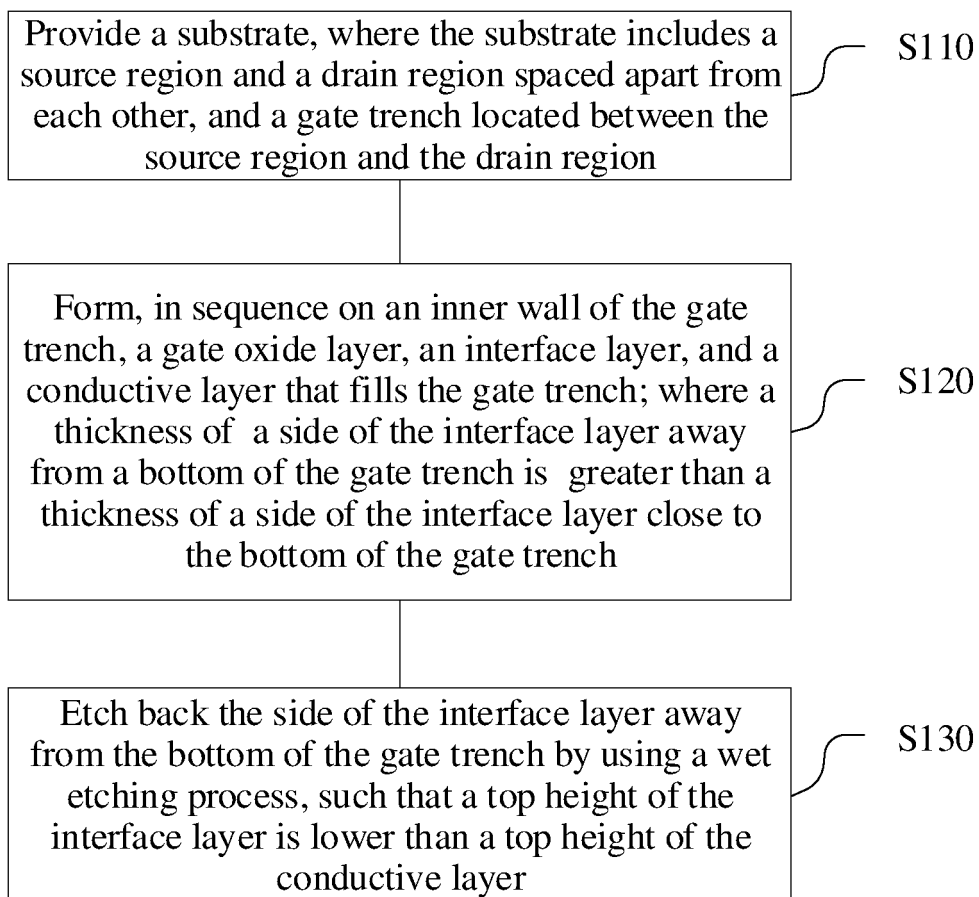 Provide a substrate, where the substrate includes a
source region and a drain region spaced apart from
each other, and a gate trench located between the
source region and the drain region
S110
Form, in sequence on an inner wall of the gate
trench, a gate oxide layer, an interface layer, and a
conductive layer that fills the gate trench; where a
thickness of a side of the interface layer away
from a bottom of the gate trench is greater than a
thickness of a side of the interface layer close to
the bottom of the gate trench
S120
Etch back the side of the interface layer away
from the bottom of the gate trench by using a wet
etching process, such that a top height of the
interface layer is lower than a top height of the
conductive layer
S130